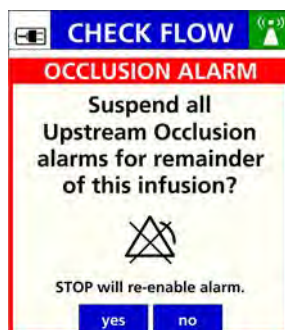 CHECK FLOW
OCCLUSION ALARM
Suspend all
Upstream Occlusion
alarms for remainder
of this infusion?
STOP will re-enable alarm.
yes no